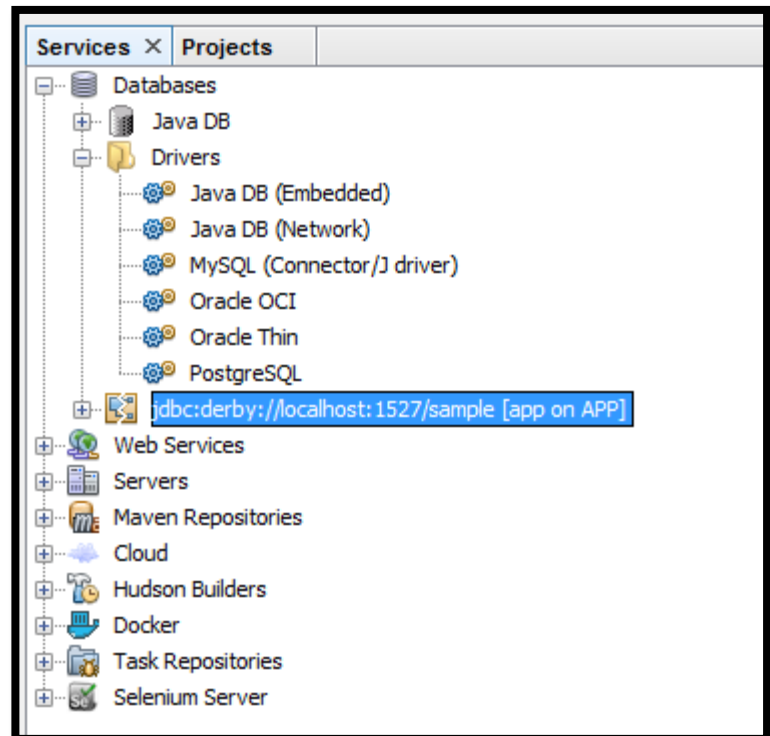 Services × Projects
Databases
Java DB
Drivers
Java DB (Embedded)
Java DB (Network)
MySQL (Connector/J driver)
Oracle OCI
Oracle Thin
PostgreSQL
jdbc:derby://localhost:1527/sample [app on APP]
Web Services
Servers
Maven Repositories
Cloud
Hudson Builders
Docker
Task Repositories
Selenium Server